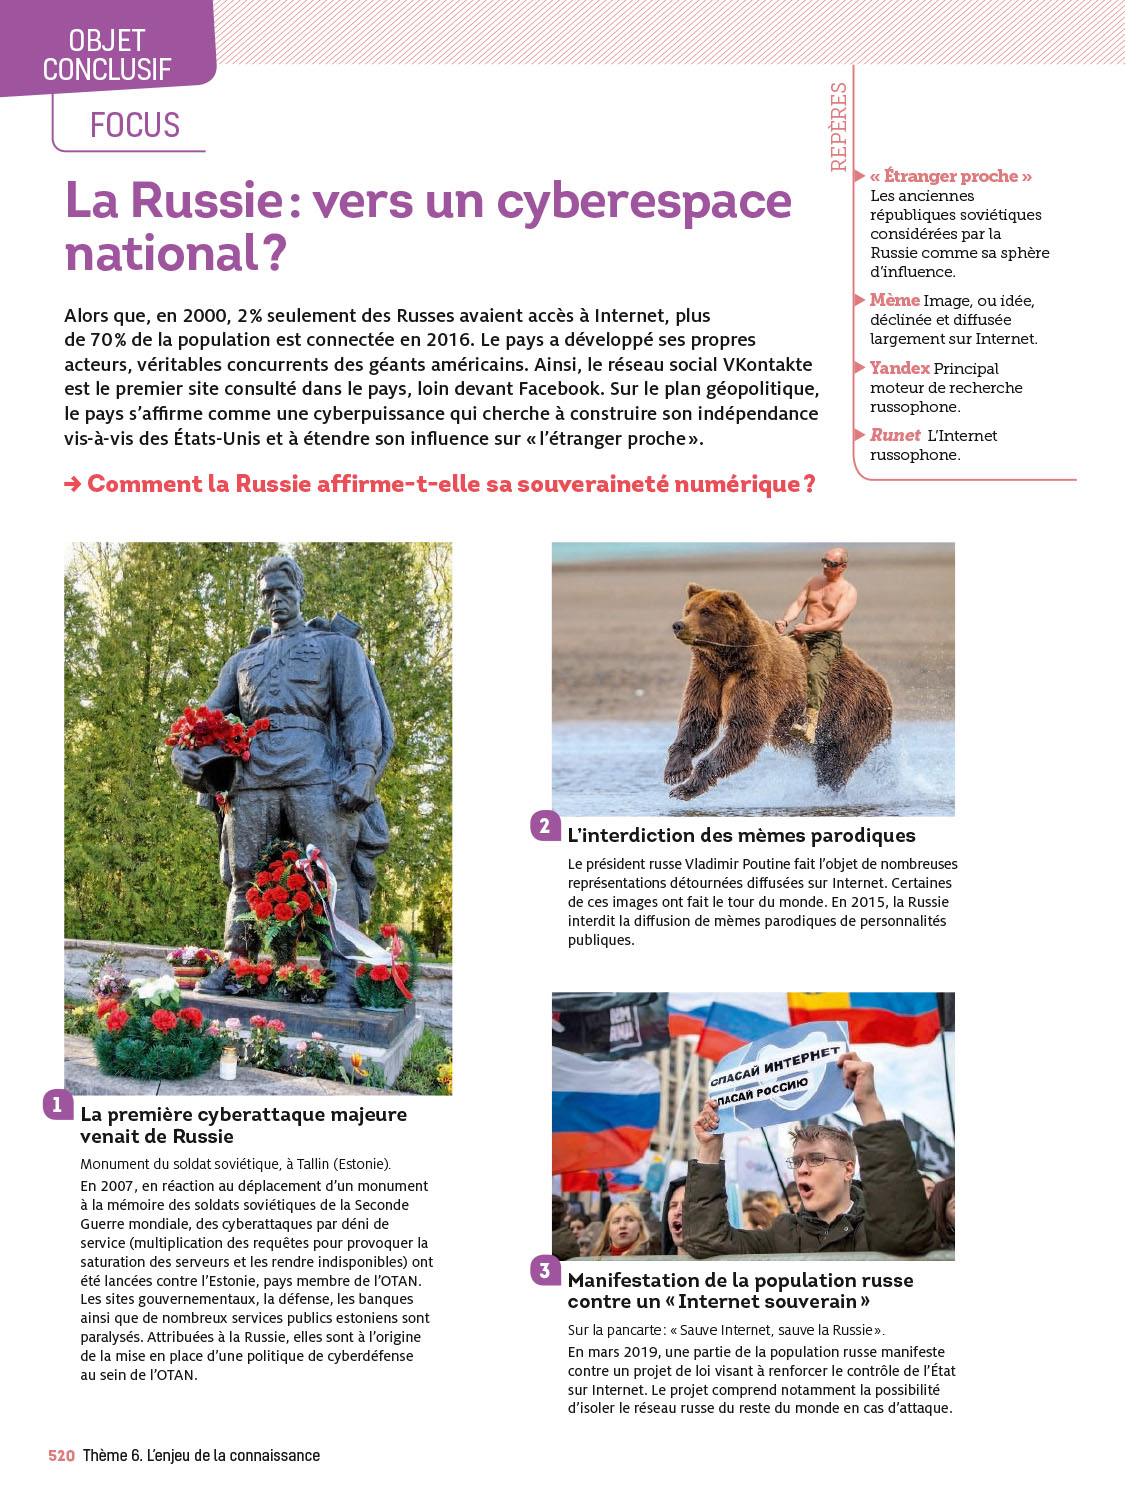 OBJET
CONCLUSIF
FOCUS
La Russie : vers un cyberespace
national ?
Alors que, en 2000, 2 % seulement des Russes avaient accès à Internet, plus
de 70 % de la population est connectée en 2016. Le pays a développé ses propres
acteurs, véritables concurrents des géants américains. Ainsi, le réseau social VKontakte
est le premier site consulté dans le pays, loin devant Facebook. Sur le plan géopolitique,
le pays s’affirme comme une cyberpuissance qui cherche à construire son indépendance
vis-à-vis des États-Unis et à étendre son influence sur « l’étranger proche ».
→ Comment la Russie affirme-t-elle sa souveraineté numérique ?
REPÈRES
« Étranger proche »
Les anciennes
républiques soviétiques
considérées par la
Russie comme sa sphère
d’influence.
Mème Image, ou idée,
déclinée et diffusée
largement sur Internet.
Yandex Principal
moteur de recherche
russophone.
Runet L’Internet
russophone.
1
La première cyberattaque majeure
venait de Russie
Monument du soldat soviétique, à Tallin (Estonie).
En 2007, en réaction au déplacement d’un monument
à la mémoire des soldats soviétiques de la Seconde
Guerre mondiale, des cyberattaques par déni de
service (multiplication des requêtes pour provoquer la
saturation des serveurs et les rendre indisponibles) ont
été lancées contre l’Estonie, pays membre de l’OTAN.
Les sites gouvernementaux, la défense, les banques
ainsi que de nombreux services publics estoniens sont
paralysés. Attribuées à la Russie, elles sont à l’origine
de la mise en place d’une politique de cyberdéfense
au sein de l’OTAN.
2
L’interdiction des mèmes parodiques
Le président russe Vladimir Poutine fait l’objet de nombreuses
représentations détournées diffusées sur Internet. Certaines
de ces images ont fait le tour du monde. En 2015, la Russie
interdit la diffusion de mèmes parodiques de personnalités
publiques.
СПАСАЙ ИНТЕРНЕТ
ПАСАЙ РОССИЮ
3
Manifestation de la population russe
contre un « Internet souverain »
Sur la pancarte : « Sauve Internet, sauve la Russie ».
En mars 2019, une partie de la population russe manifeste
contre un projet de loi visant à renforcer le contrôle de l’État
sur Internet. Le projet comprend notamment la possibilité
d’isoler le réseau russe du reste du monde en cas d’attaque.
520 Thème 6. L’enjeu de la connaissance